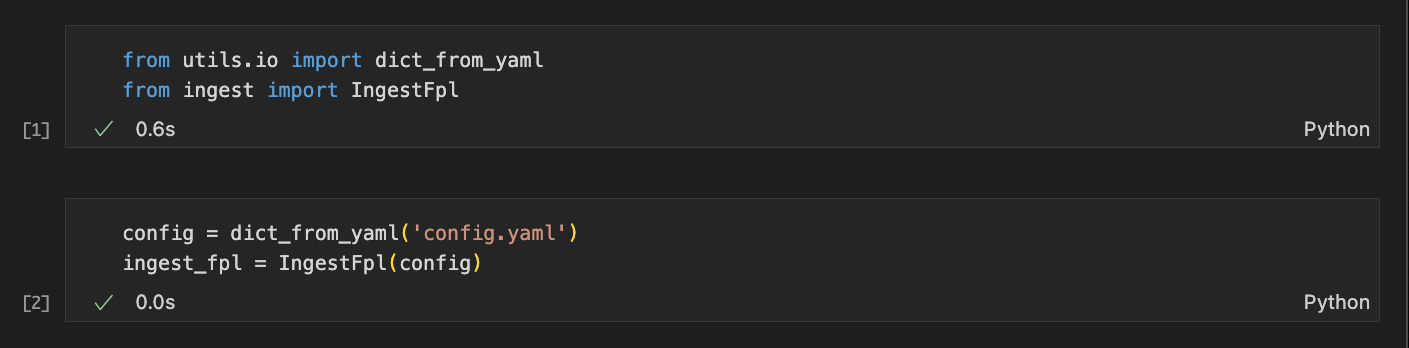 from utils.io import dict_from_yaml
from ingest import IngestFpl
[1] ✓ 0.6s Python
config = dict_from_yaml('config.yaml')
ingest_fpl = IngestFpl(config)
[2] ✓ 0.0s Python